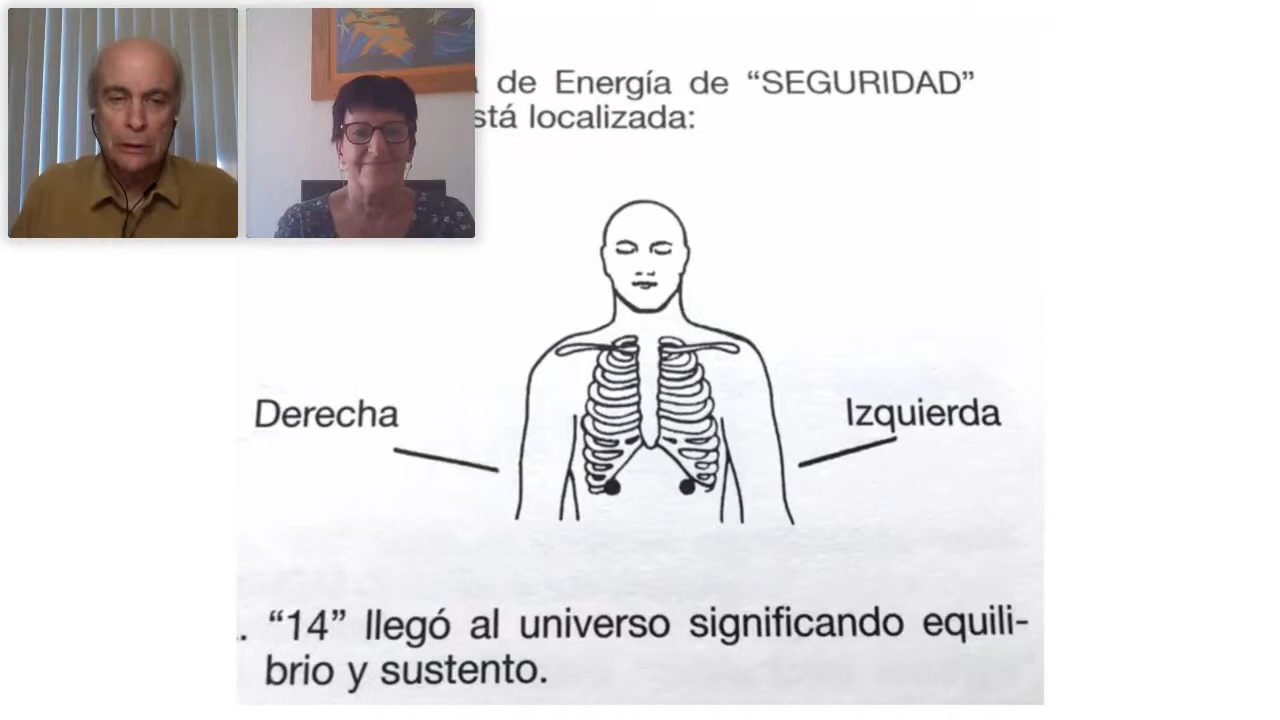 de Energía de “SEGURIDAD”
stá localizada:
Derecha
Izquierda
. “14” llegó al universo significando equili-
brio y sustento.